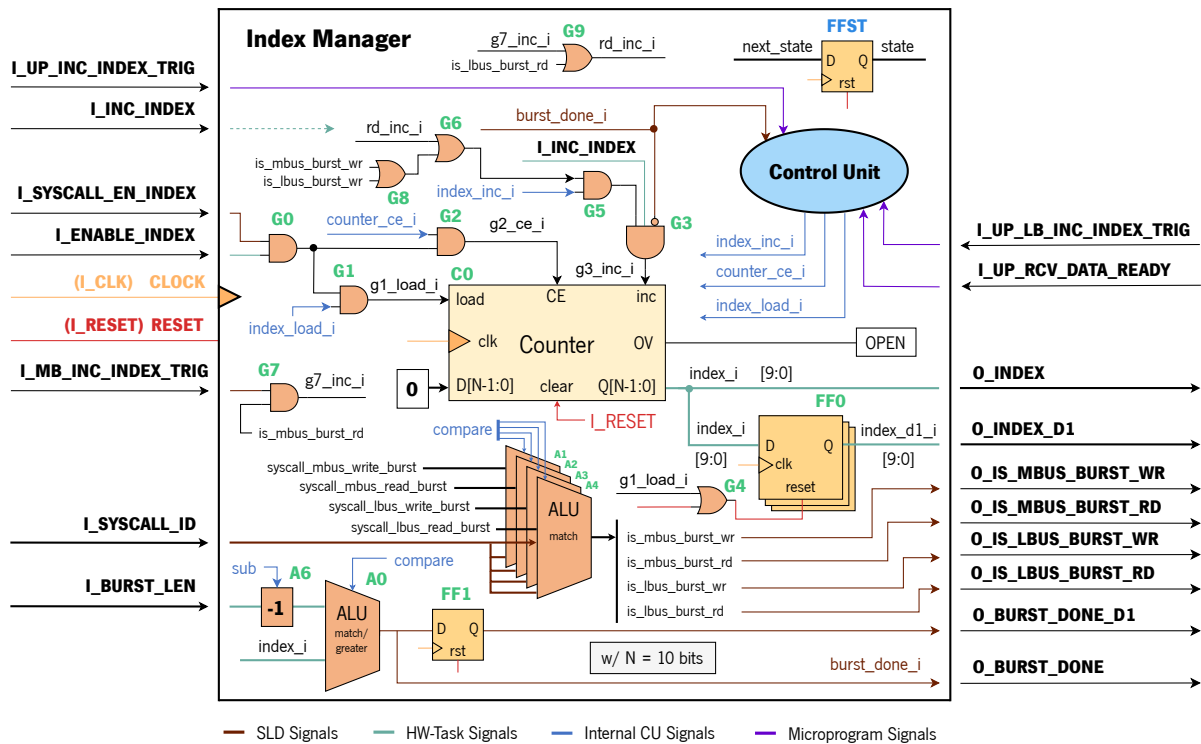 Index Manager
G9
g7_inc_i
is_lbus_burst_rd
rd_inc_i
FFST
next_state
state
D
Q
rst
I_UP_INC_INDEX_TRIG
I_INC_INDEX
I_SYSCALL_EN_INDEX
I_ENABLE_INDEX
(I_CLK) CLOCK
(I_RESET) RESET
I_MB_INC_INDEX_TRIG
I_SYSCALL_ID
I_BURST_LEN
burst_done_i
G6
rd_inc_i
is_mbus_burst_wr
is_lbus_burst_wr
G8
I_INC_INDEX
index_inc_i
G5
G3
Control Unit
G0
counter_ce_i
G2
g2_ce_i
g3_inc_i
G1
g1_load_i
index_load_i
index_inc_i
counter_ce_i
index_load_i
I_UP_LB_INC_INDEX_TRIG
I_UP_RCV_DATA_READY
C0
load
CE
inc
clk
Counter
OV
OPEN
0
D[N-1:0]
clear
Q[N-1:0]
I_RESET
G7
g7_inc_i
is_mbus_burst_rd
index_i
[9:0]
O_INDEX
FF0
index_i
[9:0]
D
Q
clk
reset
index_d1_i
[9:0]
O_INDEX_D1
compare
A1
A2
A3
A4
syscall_mbus_write_burst
syscall_mbus_read_burst
syscall_lbus_write_burst
syscall_lbus_read_burst
ALU
match
g1_load_i
G4
is_mbus_burst_wr
is_mbus_burst_rd
is_lbus_burst_wr
is_lbus_burst_rd
O_IS_MBUS_BURST_WR
O_IS_MBUS_BURST_RD
O_IS_LBUS_BURST_WR
O_IS_LBUS_BURST_RD
O_BURST_DONE_D1
O_BURST_DONE
sub
A6
-1
A0
compare
ALU
match/
greater
index_i
FF1
D
Q
rst
w/ N = 10 bits
burst_done_i
SLD Signals
HW-Task Signals
Internal CU Signals
Microprogram Signals